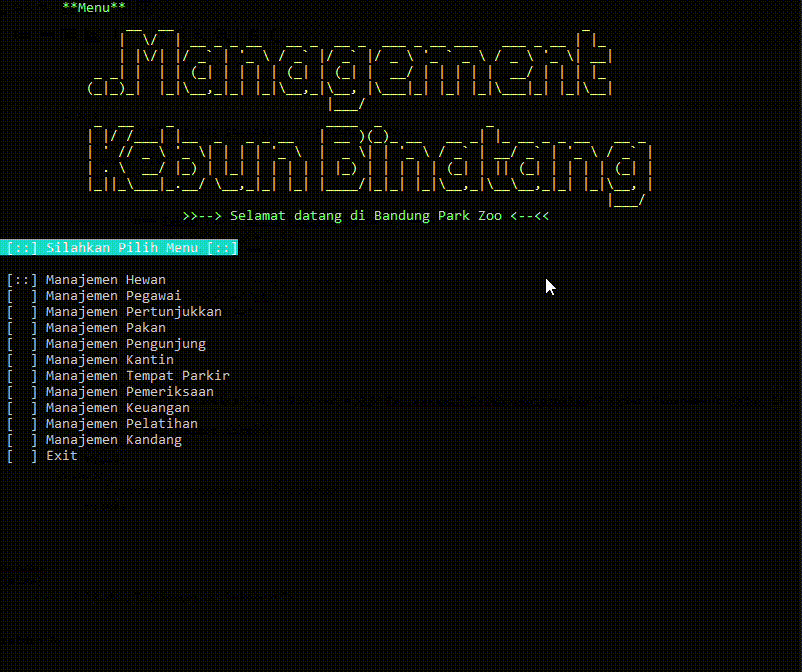 **Menu**
Management
Kebun Binatang
>>--> Selamat datang di Bandung Park Zoo <--<<
[::] Silahkan Pilih Menu [::]
[::] Manajemen Hewan
[  ] Manajemen Pegawai
[  ] Manajemen Pertunjukkan
[  ] Manajemen Pakan
[  ] Manajemen Pengunjung
[  ] Manajemen Kantin
[  ] Manajemen Tempat Parkir
[  ] Manajemen Pemeriksaan
[  ] Manajemen Keuangan
[  ] Manajemen Pelatihan
[  ] Manajemen Kandang
[  ] Exit